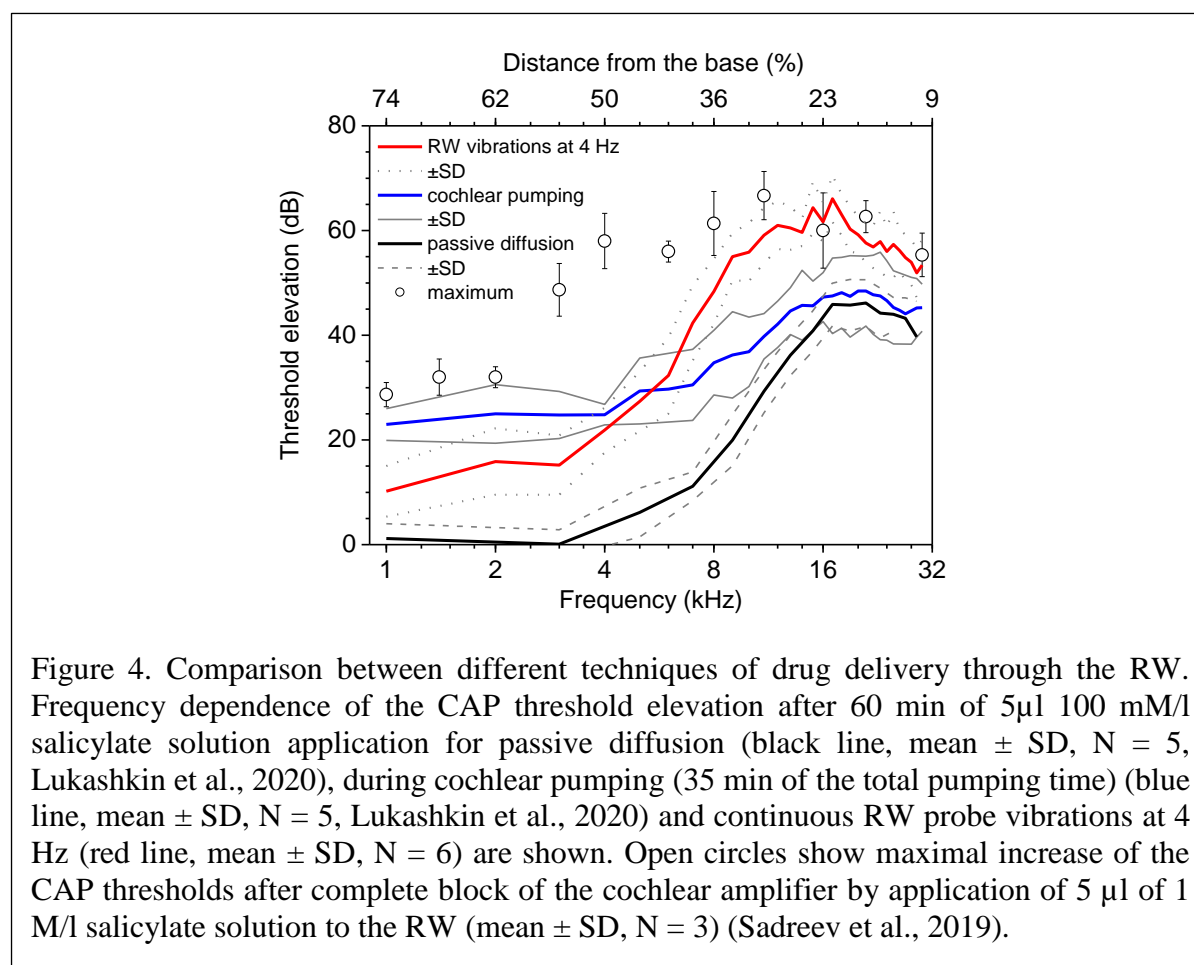 Distance from the base (%)
74 62 50 36 23 9
80
60
40
20
0
Threshold elevation (dB)
RW vibrations at 4 Hz
±SD
cochlear pumping
±SD
passive diffusion
±SD
maximum
1 2 4 8 16 32
Frequency (kHz)
Figure 4. Comparison between different techniques of drug delivery through the RW.
Frequency dependence of the CAP threshold elevation after 60 min of 5µl 100 mM/l
salicylate solution application for passive diffusion (black line, mean ± SD, N = 5,
Lukashkin et al., 2020), during cochlear pumping (35 min of the total pumping time) (blue
line, mean ± SD, N = 5, Lukashkin et al., 2020) and continuous RW probe vibrations at 4
Hz (red line, mean ± SD, N = 6) are shown. Open circles show maximal increase of the
CAP thresholds after complete block of the cochlear amplifier by application of 5 µl of 1
M/l salicylate solution to the RW (mean ± SD, N = 3) (Sadreev et al., 2019).